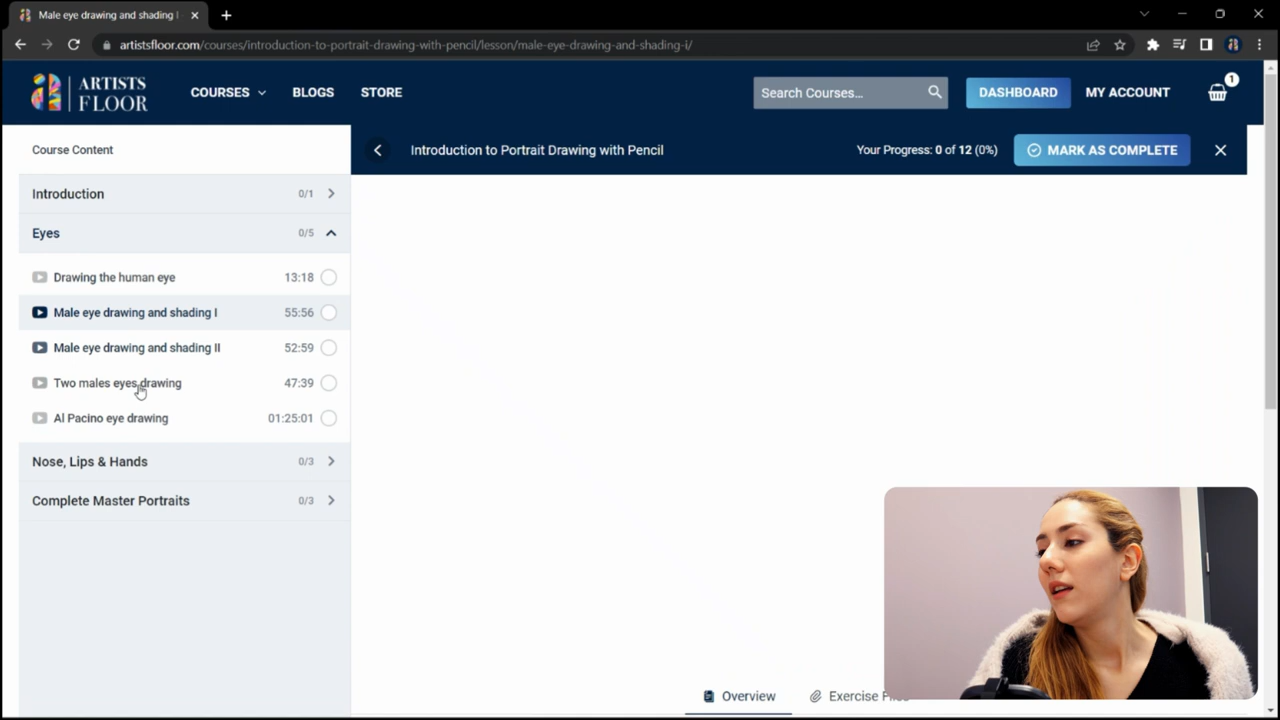 Male eye drawing and shading I
artistsfloor.com/courses/introduction-to-portrait-drawing-with-pencil/lesson/male-eye-drawing-and-shading-i/
ARTISTS
FLOOR
COURSES
BLOGS
STORE
Search Courses...
DASHBOARD
MY ACCOUNT
1
Course Content
Introduction to Portrait Drawing with Pencil
Your Progress: 0 of 12 (0%)
MARK AS COMPLETE
Introduction 0/1
Eyes 0/5
Drawing the human eye 13:18
Male eye drawing and shading I 55:56
Male eye drawing and shading II 52:59
Two males eyes drawing 47:39
Al Pacino eye drawing 01:25:01
Nose, Lips & Hands 0/3
Complete Master Portraits 0/3
Overview
Exercise